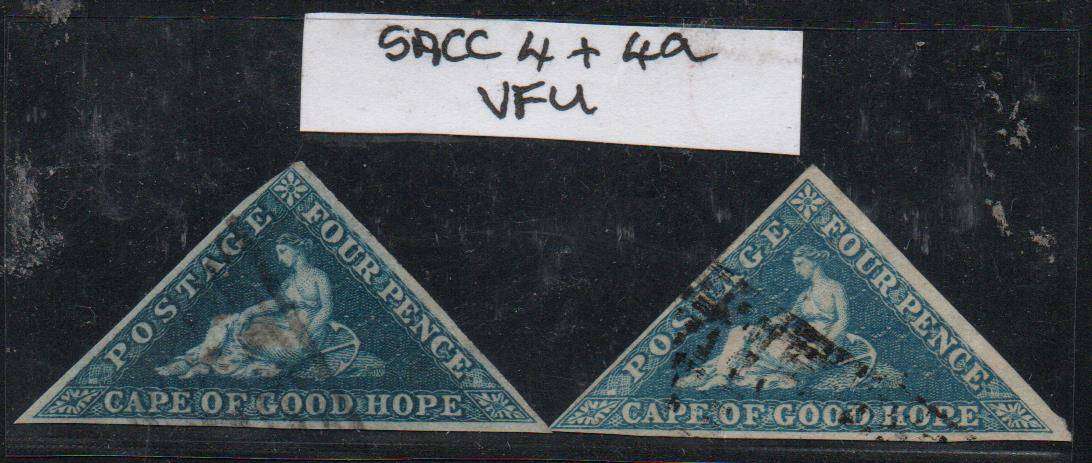 SACC 4 + 4a
VFU
POSTAGE
FOUR PENCE
CAPE OF GOOD HOPE
POSTAGE
FOUR PENCE
CAPE OF GOOD HOPE